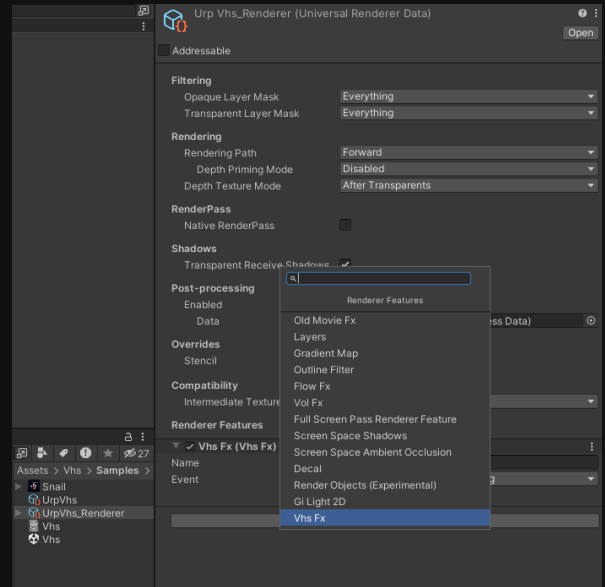 Urp Vhs_Renderer (Universal Renderer Data)
Open
Addressable
Filtering
Opaque Layer Mask
Everything
Transparent Layer Mask
Everything
Rendering
Rendering Path
Forward
Depth Priming Mode
Disabled
Depth Texture Mode
After Transparents
RenderPass
Native RenderPass
Shadows
Transparent Receive Shadows
Post-processing
Enabled
Data
ess Data)
Overrides
Stencil
Compatibility
Intermediate Texture
Renderer Features
Vhs Fx (Vhs Fx)
Name
Event
g
Renderer Features
Old Movie Fx
Layers
Gradient Map
Outline Filter
Flow Fx
Vol Fx
Full Screen Pass Renderer Feature
Screen Space Shadows
Screen Space Ambient Occlusion
Decal
Render Objects (Experimental)
Gi Light 2D
Vhs Fx
27
Assets > Vhs > Samples >
Snail
UrpVhs
UrpVhs_Renderer
Vhs
Vhs